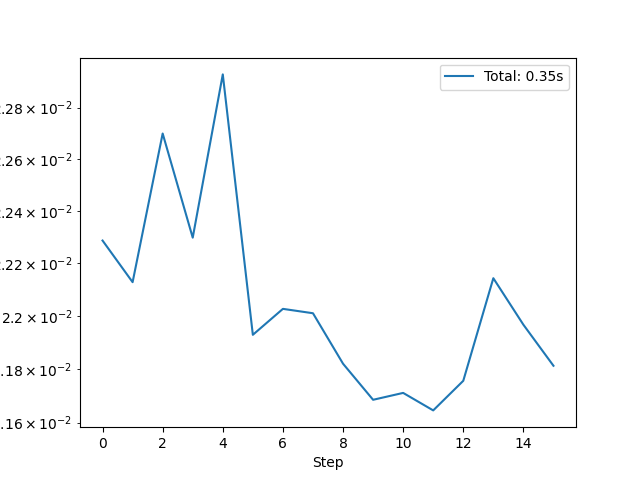 Total: 0.35s
.28 × 10⁻²
.26 × 10⁻²
.24 × 10⁻²
.22 × 10⁻²
2.2 × 10⁻²
.18 × 10⁻²
.16 × 10⁻²
0 2 4 6 8 10 12 14
Step